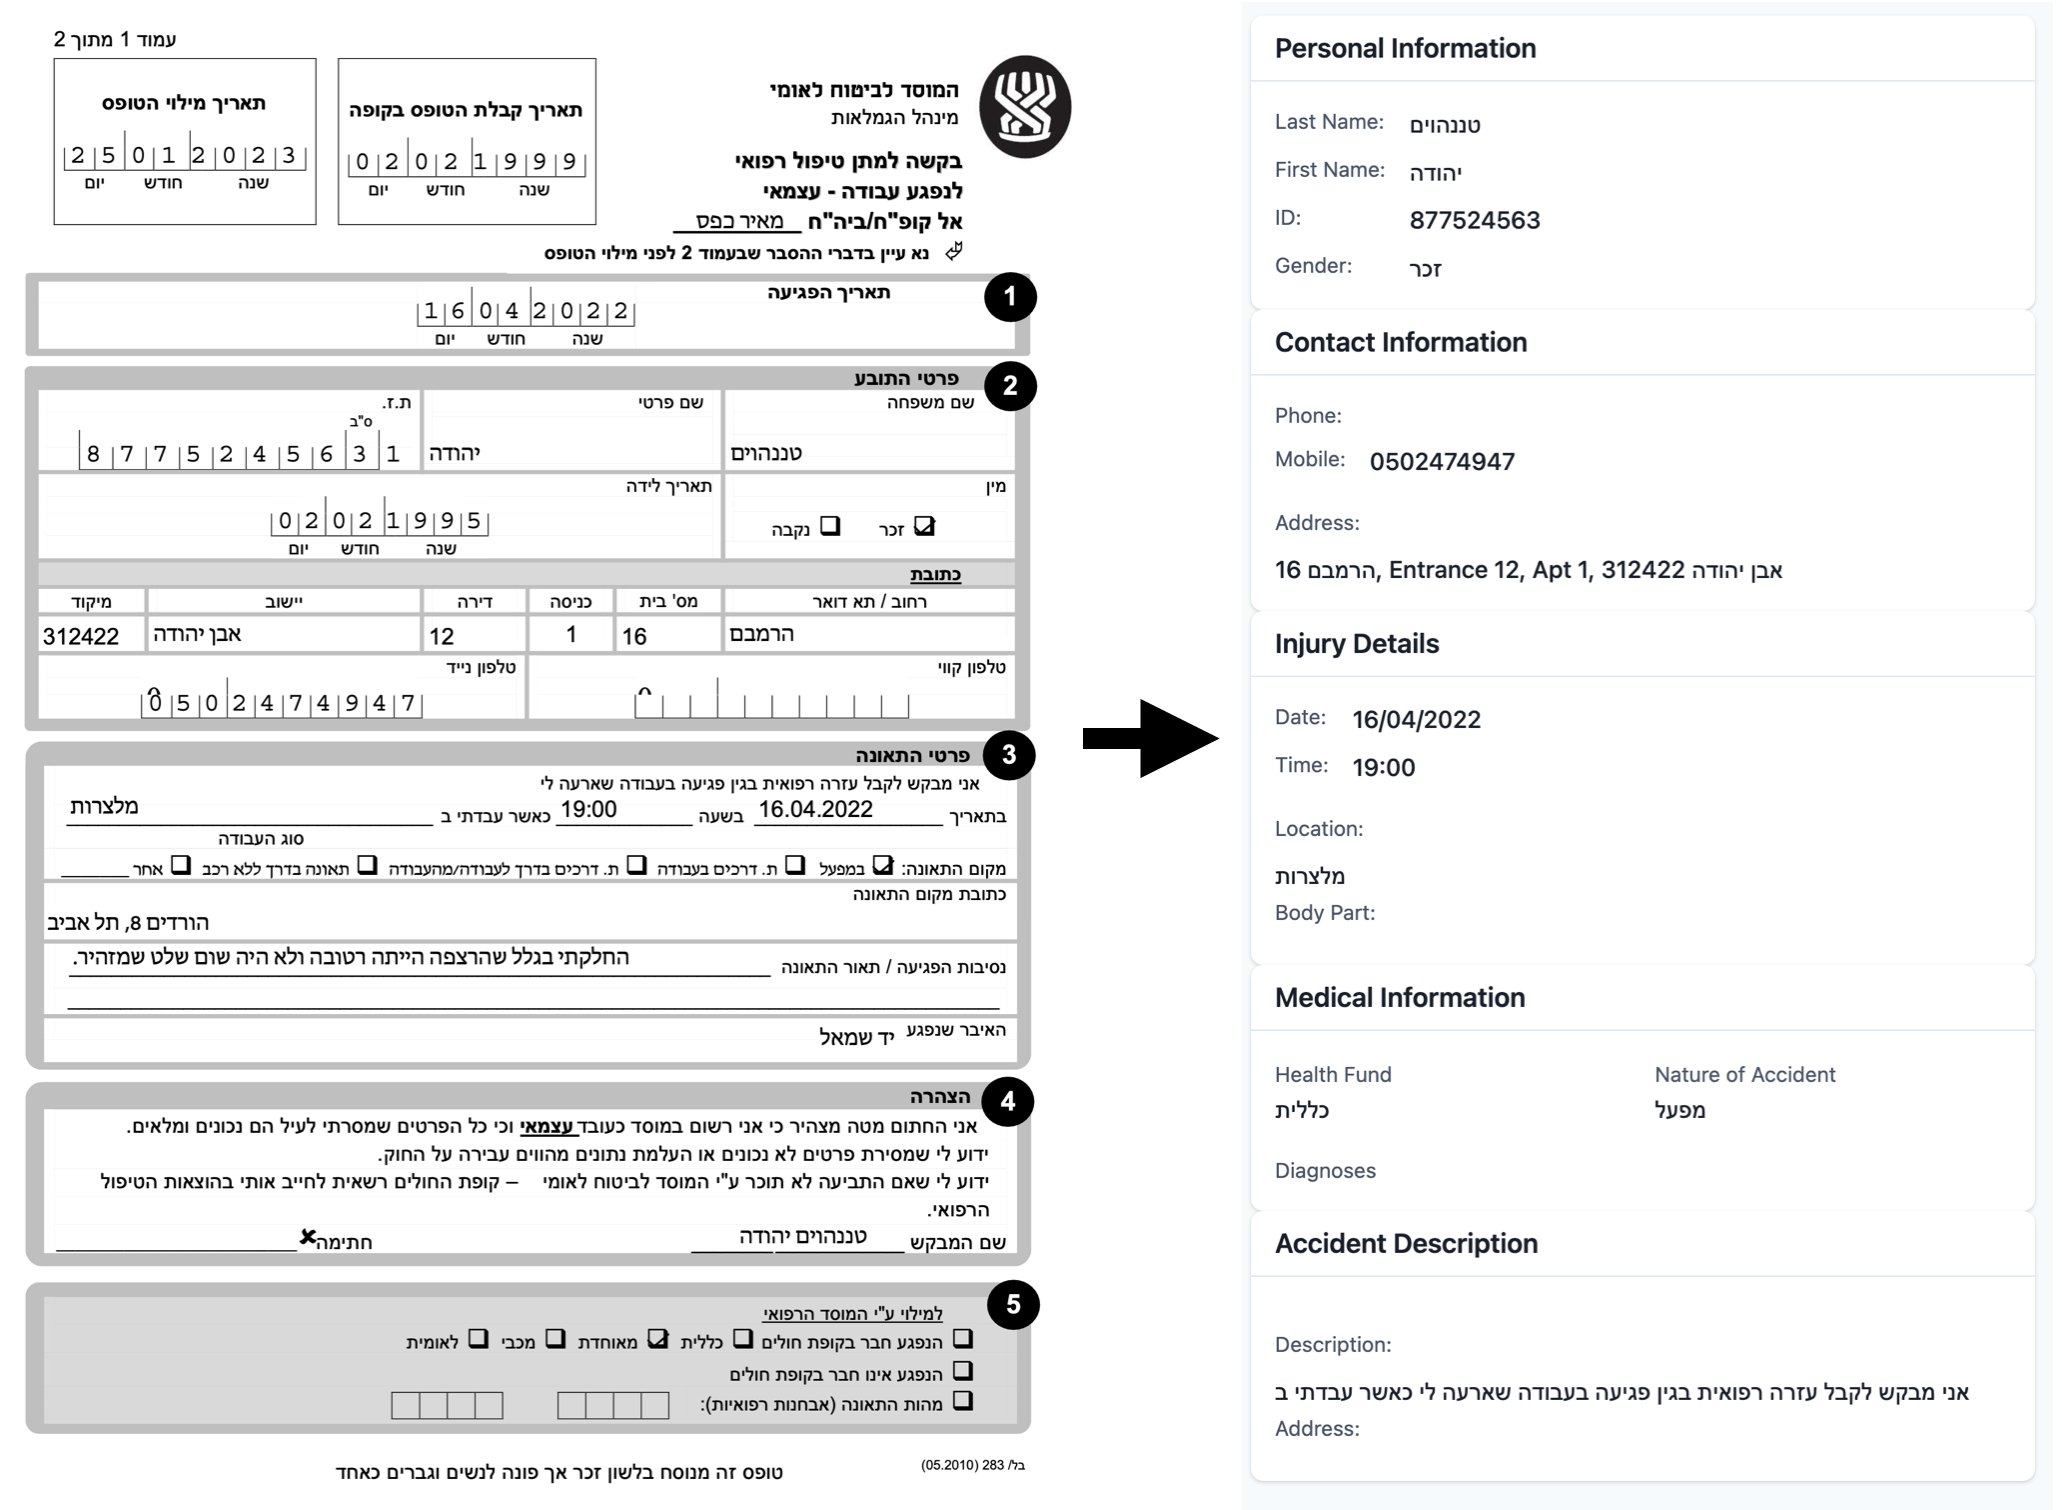 עמוד 1 מתוך 2
המוסד לביטוח לאומי
מינהל הגמלאות
בקשה למתן טיפול רפואי
לנפגע עבודה - עצמאי
אל קופ"ח/ביה"ח מאיר כפס
תאריך קבלת הטופס בקופה
0 2 0 2 1 9 9 9
יום חודש שנה
תאריך מילוי הטופס
2 5 0 1 2 0 2 3
יום חודש שנה
נא עיין בדברי ההסבר שבעמוד 2 לפני מילוי הטופס
1
תאריך הפגיעה
1 6 0 4 2 0 2 2
יום חודש שנה
2
פרטי התובע
שם משפחה שם פרטי ת.ז.
ס"ב
טננהוים יהודה 8 7 7 5 2 4 5 6 3 1
מין תאריך לידה
זכר נקבה 0 2 0 2 1 9 9 5
יום חודש שנה
כתובת
רחוב / תא דואר מס' בית כניסה דירה יישוב מיקוד
הרמבם 16 1 12 אבן יהודה 312422
טלפון קווי טלפון נייד
0 0 5 0 2 4 7 4 9 4 7
3
פרטי התאונה
אני מבקש לקבל עזרה רפואית בגין פגיעה בעבודה שארעה לי
בתאריך 16.04.2022 בשעה 19:00 כאשר עבדתי ב מלצרות
סוג העבודה
מקום התאונה: במפעל ת. דרכים בעבודה ת. דרכים בדרך לעבודה/מהעבודה תאונה בדרך ללא רכב אחר
כתובת מקום התאונה
הורדים 8, תל אביב
נסיבות הפגיעה / תאור התאונה החלקתי בגלל שהרצפה הייתה רטובה ולא היה שום שלט שמזהיר.
האיבר שנפגע יד שמאל
4
הצהרה
אני החתום מטה מצהיר כי אני רשום במוסד כעובד עצמאי וכי כל הפרטים שמסרתי לעיל הם נכונים ומלאים.
ידוע לי שמסירת פרטים לא נכונים או העלמת נתונים מהווים עבירה על החוק.
ידוע לי שאם התביעה לא תוכר ע"י המוסד לביטוח לאומי – קופת החולים רשאית לחייב אותי בהוצאות הטיפול
הרפואי.
שם המבקש טננהוים יהודה חתימה
5
למילוי ע"י המוסד הרפואי
הנפגע חבר בקופת חולים כללית מאוחדת מכבי לאומית
הנפגע אינו חבר בקופת חולים
מהות התאונה (אבחנות רפואיות):
בל/ 283 (05.2010)
טופס זה מנוסח בלשון זכר אך פונה לנשים וגברים כאחד
Personal Information
Last Name: טננהוים
First Name: יהודה
ID: 877524563
Gender: זכר
Contact Information
Phone:
Mobile: 0502474947
Address:
הרמבם 16, Entrance 12, Apt 1, 312422 אבן יהודה
Injury Details
Date: 16/04/2022
Time: 19:00
Location:
מלצרות
Body Part:
Medical Information
Health Fund Nature of Accident
כללית מפעל
Diagnoses
Accident Description
Description:
אני מבקש לקבל עזרה רפואית בגין פגיעה בעבודה שארעה לי כאשר עבדתי ב
Address: